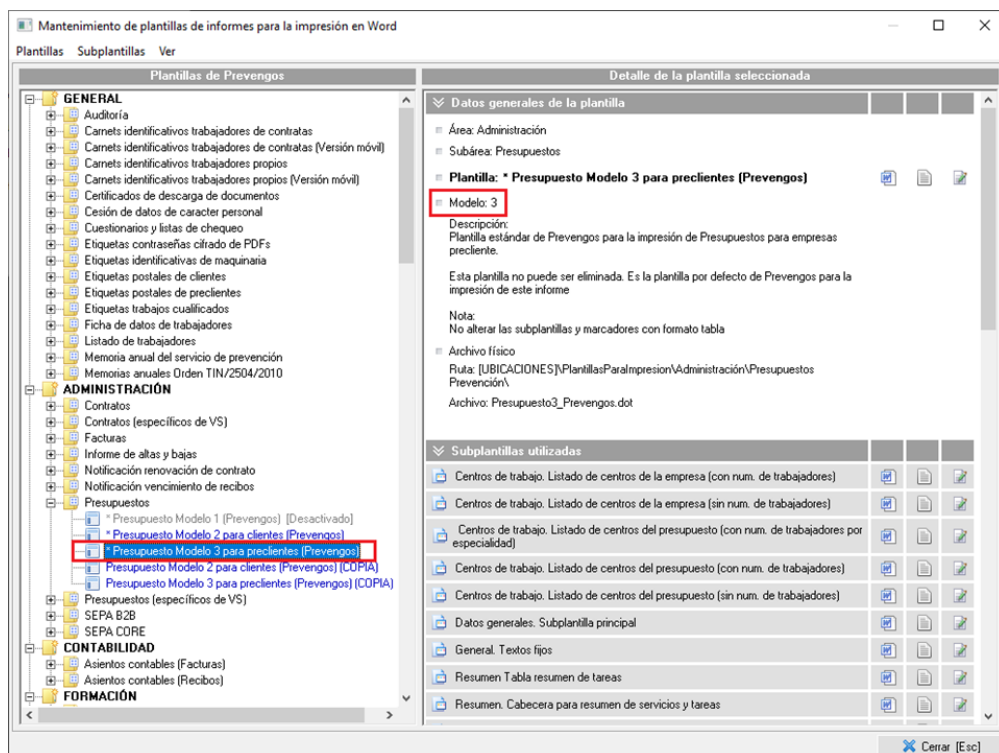 Mantenimiento de plantillas de informes para la impresión en Word
Plantillas Subplantillas Ver
Plantillas de Prevengos
GENERAL
Auditoría
Carnets identificativos trabajadores de contratas
Carnets identificativos trabajadores de contratas (Versión móvil)
Carnets identificativos trabajadores propios
Carnets identificativos trabajadores propios (Versión móvil)
Certificados de descarga de documentos
Cesión de datos de caracter personal
Cuestionarios y listas de chequeo
Etiquetas contraseñas cifrado de PDFs
Etiquetas identificativas de maquinaria
Etiquetas postales de clientes
Etiquetas postales de preclientes
Etiquetas trabajos cualificados
Ficha de datos de trabajadores
Listado de trabajadores
Memoria anual del servicio de prevención
Memorias anuales Orden TIN/2504/2010
ADMINISTRACIÓN
Contratos
Contratos (específicos de VS)
Facturas
Informe de altas y bajas
Notificación renovación de contrato
Notificación vencimiento de recibos
Presupuestos
* Presupuesto Modelo 1 (Prevengos) [Desactivado]
* Presupuesto Modelo 2 para clientes (Prevengos)
* Presupuesto Modelo 3 para preclientes (Prevengos)
Presupuesto Modelo 2 para clientes (Prevengos) (COPIA)
Presupuesto Modelo 3 para preclientes (Prevengos) (COPIA)
Presupuestos (específicos de VS)
SEPA B2B
SEPA CORE
CONTABILIDAD
Asientos contables (Facturas)
Asientos contables (Recibos)
FORMACIÓN
Detalle de la plantilla seleccionada
Datos generales de la plantilla
Área: Administración
Subárea: Presupuestos
Plantilla: * Presupuesto Modelo 3 para preclientes (Prevengos)
Modelo: 3
Descripción:
Plantilla estándar de Prevengos para la impresión de Presupuestos para empresas
precliente.
Esta plantilla no puede ser eliminada. Es la plantilla por defecto de Prevengos para la
impresión de este informe
Nota:
No alterar las subplantillas y marcadores con formato tabla
Archivo físico
Ruta: [UBICACIONES]\PlantillasParaImpresion\Administración\Presupuestos
Prevención\
Archivo: Presupuesto3_Prevengos.dot
Subplantillas utilizadas
Centros de trabajo. Listado de centros de la empresa (con num. de trabajadores)
Centros de trabajo. Listado de centros de la empresa (sin num. de trabajadores)
Centros de trabajo. Listado de centros del presupuesto (con num. de trabajadores por
especialidad)
Centros de trabajo. Listado de centros del presupuesto (con num. de trabajadores)
Centros de trabajo. Listado de centros del presupuesto (sin num. de trabajadores)
Datos generales. Subplantilla principal
General. Textos fijos
Resumen Tabla resumen de tareas
Resumen. Cabecera para resumen de servicios y tareas
Cerrar [Esc]